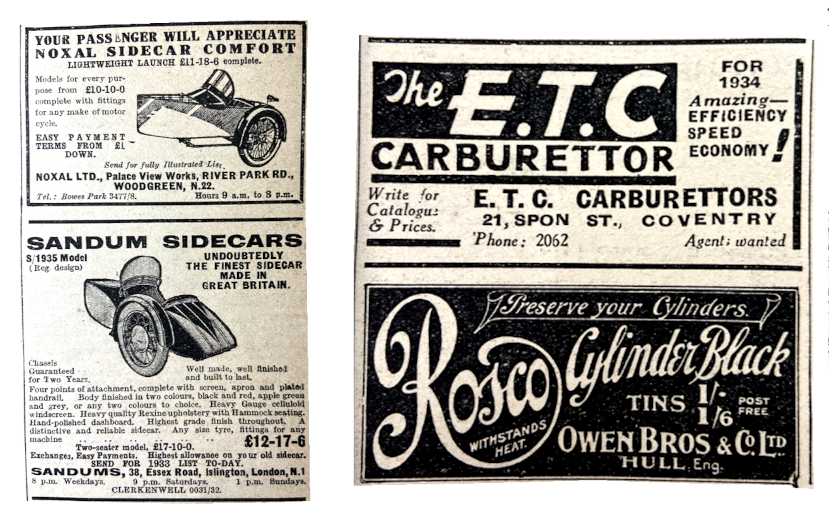 YOUR PASSENGER WILL APPRECIATE
NOXAL SIDECAR COMFORT
LIGHTWEIGHT LAUNCH £11-18-6 complete.
Models for every pur-
pose from £10-10-0
complete with fittings
for any make of motor
cycle.
EASY PAYMENT
TERMS FROM £1
DOWN.
Send for fully Illustrated List
NOXAL LTD., Palace View Works, RIVER PARK RD.,
WOODGREEN, N.22.
Tel.: Bowes Park 3477/8. Hours 9 a.m. to 8 p.m.
SANDUM SIDECARS
S/1935 Model
(Reg. design)
UNDOUBTEDLY
THE FINEST SIDECAR
MADE IN
GREAT BRITAIN.
Chassis
Guaranteed
for Two Years.
Well made, well finished
and built to last.
Four points of attachment, complete with screen, apron and plated
handrail. Body finished in two colours, black and red, apple green
and grey, or any two colours to choice. Heavy Gauge celluloid
windscreen. Heavy quality Rexine upholstery with Hammock seating.
Hand-polished dashboard. Highest grade finish throughout. A
distinctive and reliable sidecar. Any size tyre, fittings for any
machine .. .. .. .. £12-17-6
Two-seater model, £17-10-0.
Exchanges, Easy Payments. Highest allowance on your old sidecar.
SEND FOR 1933 LIST TO-DAY.
SANDUMS, 38, Essex Road, Islington, London, N.1
8 p.m. Weekdays. 9 p.m. Saturdays. 1 p.m. Sundays.
CLERKENWELL 0031/32.
The E.T.C
CARBURETTOR
FOR
1934
Amazing—
EFFICIENCY
SPEED
ECONOMY!
Write for
Catalogue
& Prices.
E.T.C. CARBURETTORS
21, SPON ST., COVENTRY
'Phone: 2062 Agents wanted
Preserve your Cylinders.
Rosco
WITHSTANDS
HEAT.
Cylinder Black
TINS 1/- 1/6 POST FREE
OWEN BROS & CO. LTD.
HULL, Eng.